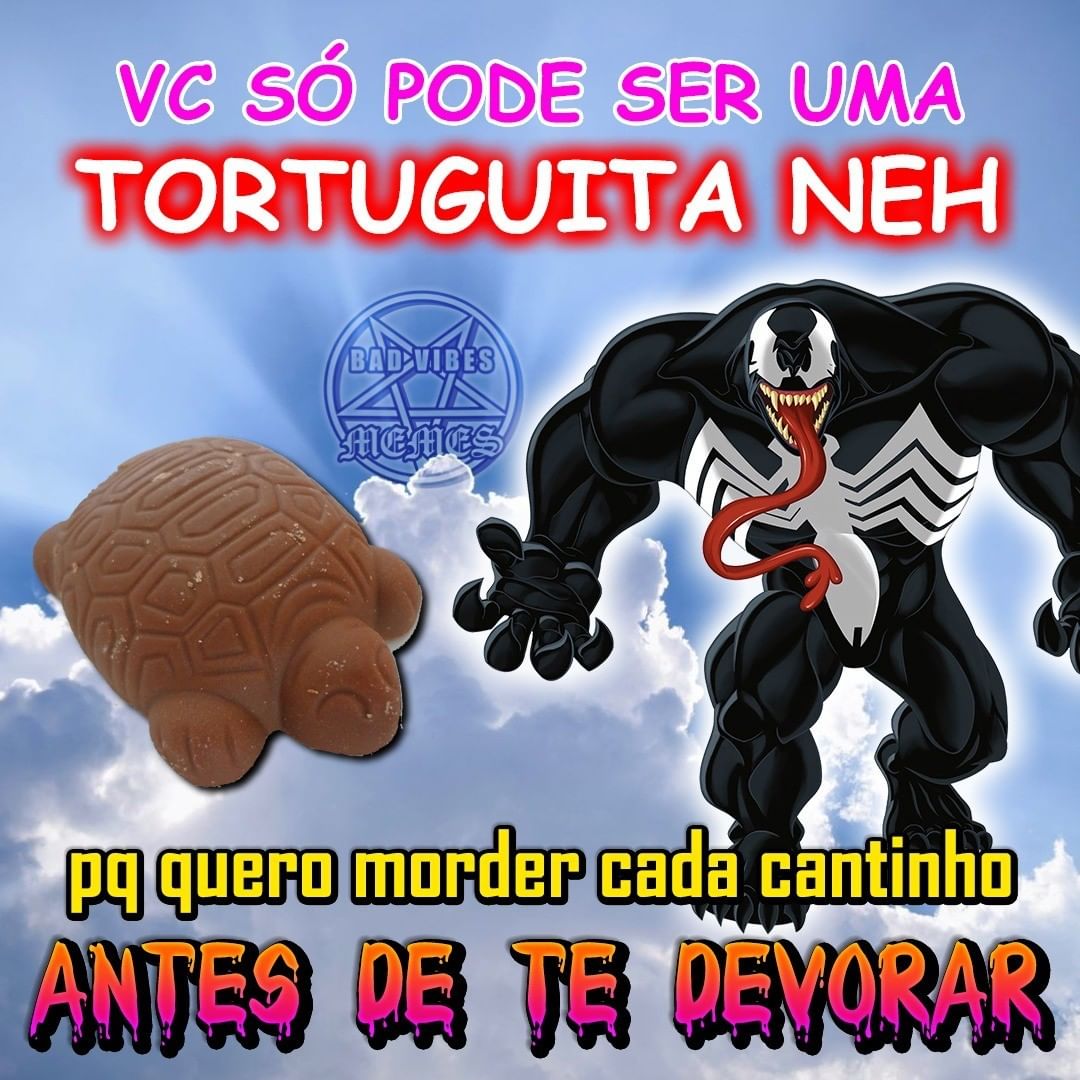 VC SÓ PODE SER UMA
TORTUGUITA NEH
BAD VIBES
MEMES
pq quero morder cada cantinho
ANTES DE TE DEVORAR